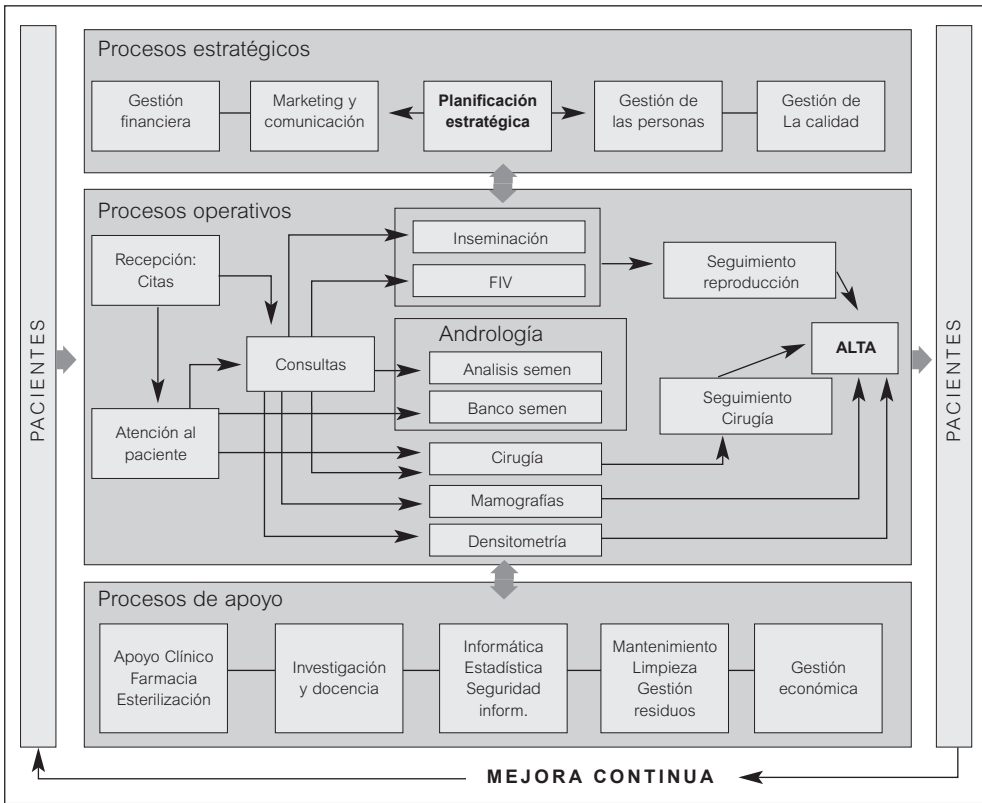 Procesos estratégicos
Gestión
financiera
Marketing y
comunicación
Planificación
estratégica
Gestión de
las personas
Gestión de
La calidad
PACIENTES
Procesos operativos
Recepción:
Citas
Atención al
paciente
Consultas
Inseminación
FIV
Andrología
Analisis semen
Banco semen
Cirugía
Mamografías
Densitometría
Seguimiento
reproducción
Seguimiento
Cirugía
ALTA
PACIENTES
Procesos de apoyo
Apoyo Clínico
Farmacia
Esterilización
Investigación
y docencia
Informática
Estadística
Seguridad
inform.
Mantenimiento
Limpieza
Gestión
residuos
Gestión
económica
MEJORA CONTINUA